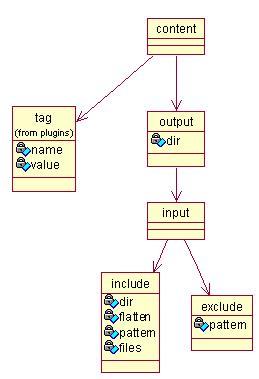 content
tag
(from plugins)
name
value
output
dir
input
include
dir
flatten
pattern
files
exclude
pattern